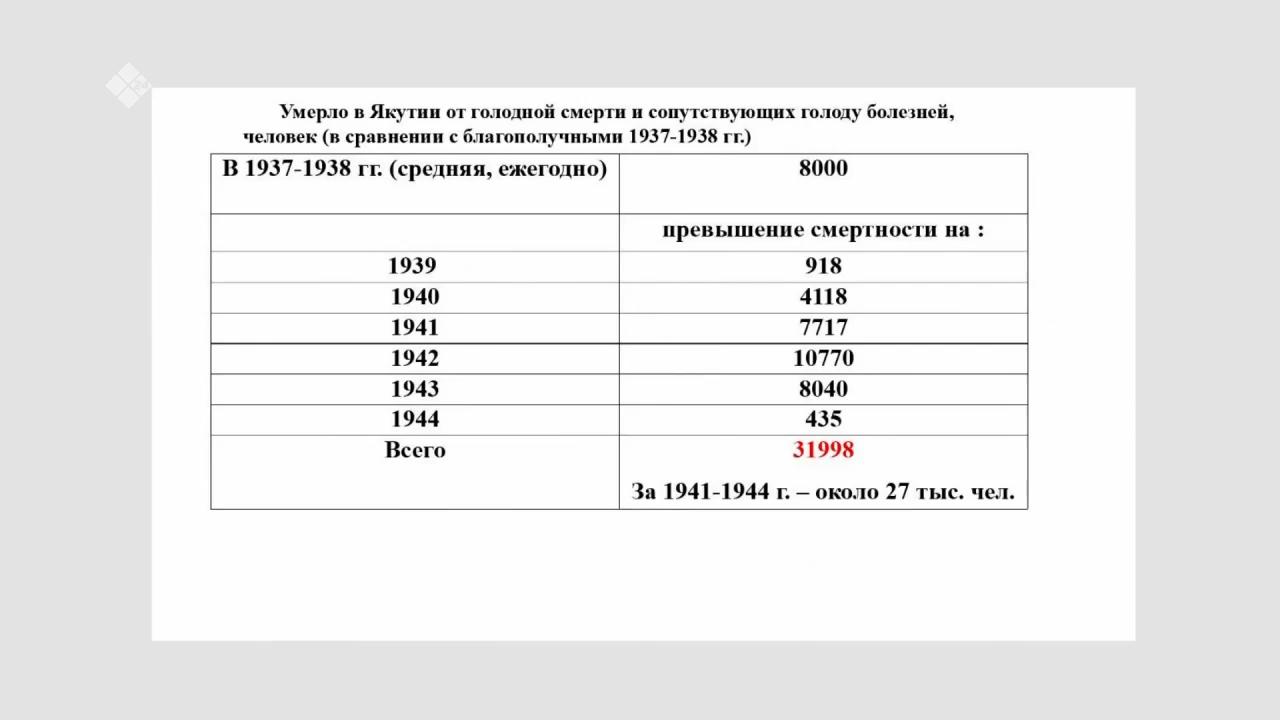 Умерло в Якутии от голодной смерти и сопутствующих голоду болезней,
человек (в сравнении с благополучными 1937-1938 гг.)
В 1937-1938 гг. (средняя, ежегодно) 8000
превышение смертности на :
1939 918
1940 4118
1941 7717
1942 10770
1943 8040
1944 435
Всего 31998
За 1941-1944 г. – около 27 тыс. чел.
24